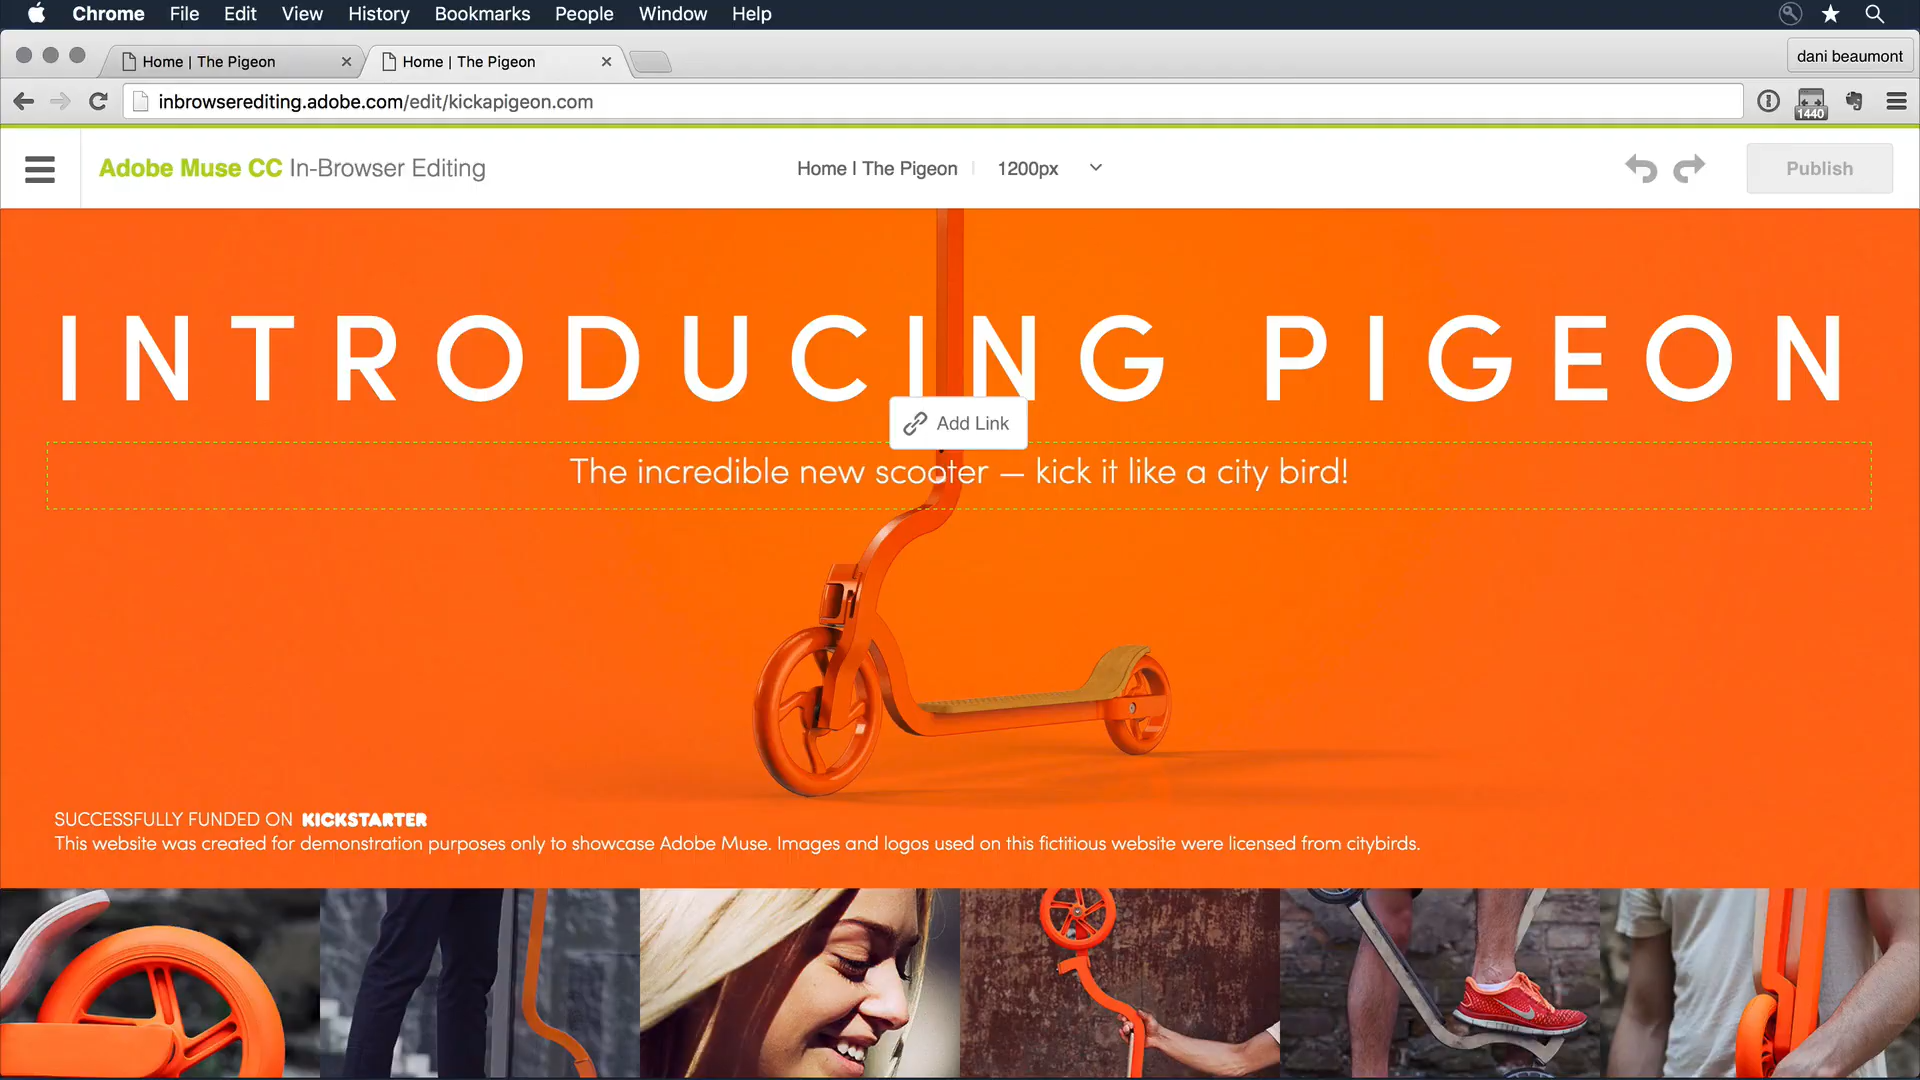 Chrome File Edit View History Bookmarks People Window Help
Home | The Pigeon Home | The Pigeon dani beaumont
inbrowserediting.adobe.com/edit/kickapigeon.com 1440
Adobe Muse CC In-Browser Editing Home | The Pigeon 1200px Publish
INTRODUCING PIGEON
Add Link
The incredible new scooter — kick it like a city bird!
SUCCESSFULLY FUNDED ON KICKSTARTER
This website was created for demonstration purposes only to showcase Adobe Muse. Images and logos used on this fictitious website were licensed from citybirds.